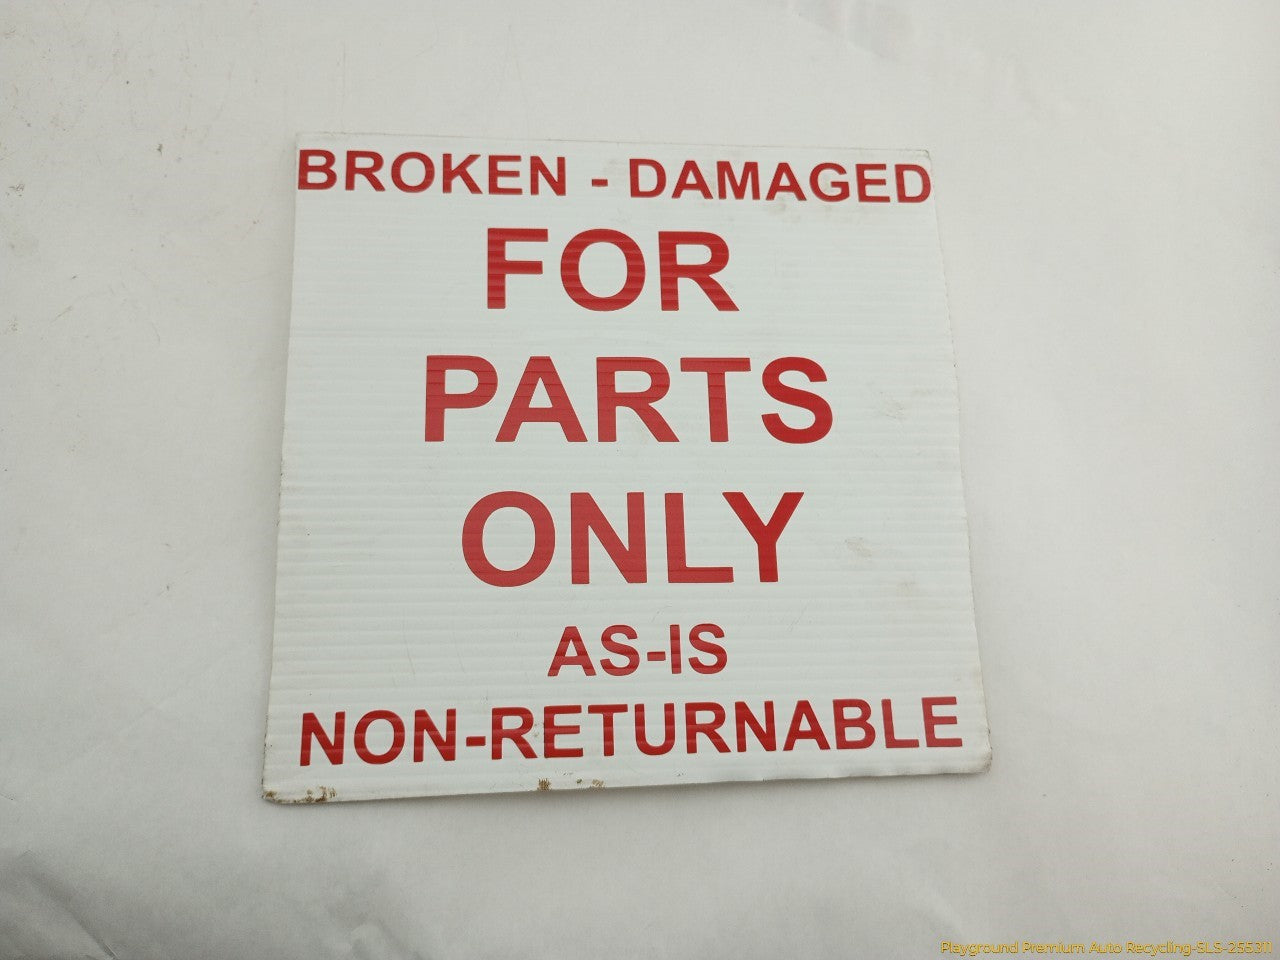 BROKEN - DAMAGED
FOR
PARTS
ONLY
AS-IS
NON-RETURNABLE
Playground Premium Auto Recycling-SLS-255311